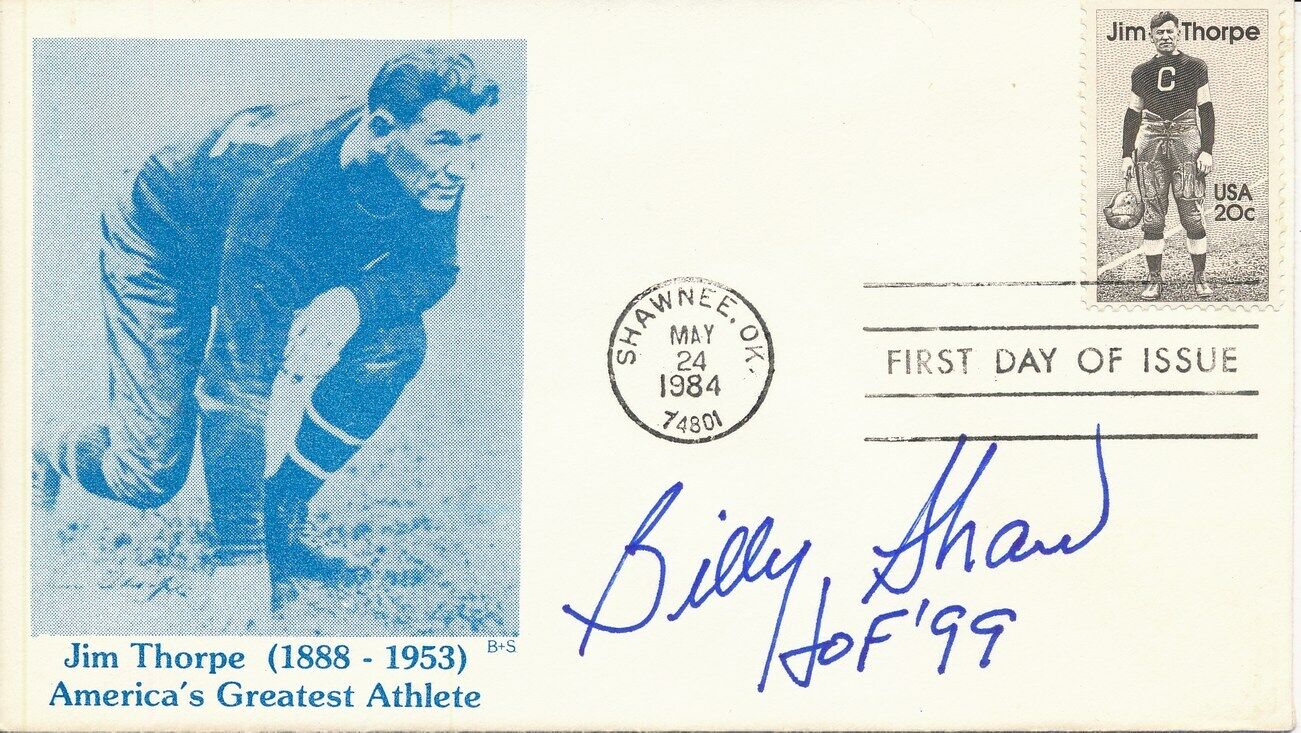 Jim Thorpe
C
USA
20c
SHAWNEE, OK.
MAY
24
1984
74801
FIRST DAY OF ISSUE
Billy Shaw
HOF '99
B+S
Jim Thorpe (1888 - 1953)
America's Greatest Athlete